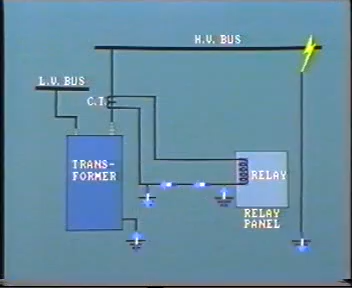 H.V. BUS
L.V. BUS
C.T.
TRANS-
FORMER
RELAY
RELAY
PANEL